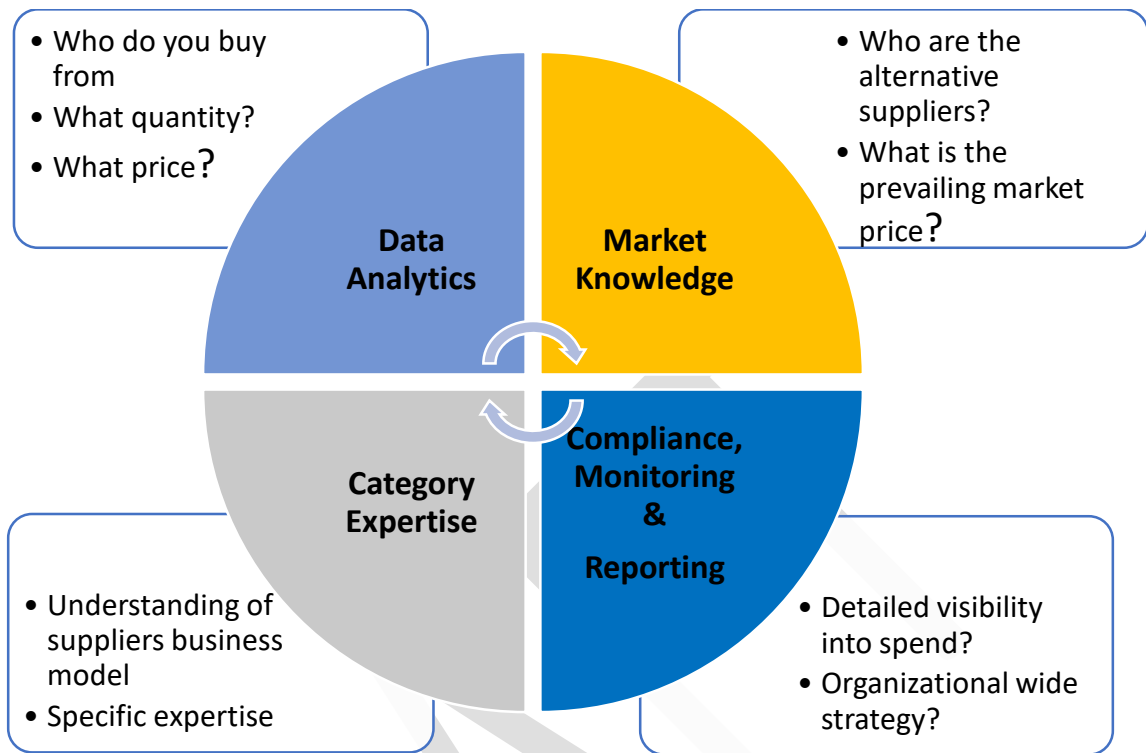 • Who do you buy
from
• What quantity?
• What price?
• Who are the
alternative
suppliers?
• What is the
prevailing market
price?
Data
Analytics
Market
Knowledge
Category
Expertise
Compliance,
Monitoring
&
Reporting
• Understanding of
suppliers business
model
• Specific expertise
• Detailed visibility
into spend?
• Organizational wide
strategy?